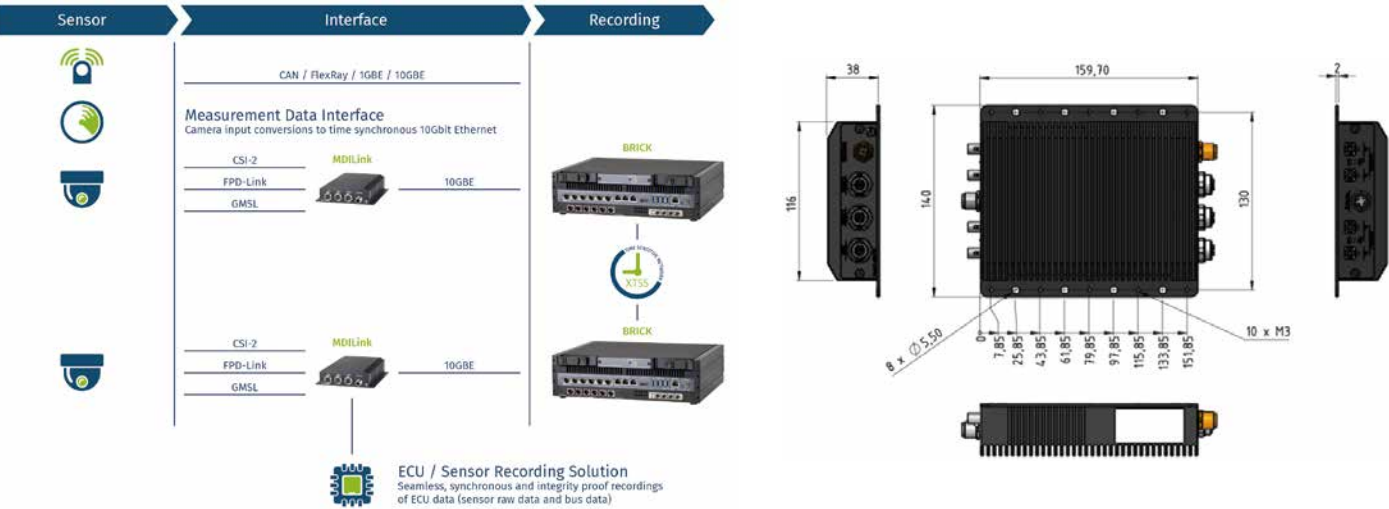 Sensor
Interface
Recording
CAN / FlexRay / 1GBE / 10GBE
Measurement Data Interface
Camera input conversions to time synchronous 10Gbit Ethernet
CSI-2
FPD-Link
GMSL
MDILink
10GBE
BRICK
TIME SENSITIVE NETWORK
XTSS
CSI-2
FPD-Link
GMSL
MDILink
10GBE
BRICK
ECU / Sensor Recording Solution
Seamless, synchronous and integrity proof recordings
of ECU data (sensor raw data and bus data)
38
159,70
2
116
140
130
8 x Ø 5,50
0
7,85
25,85
43,85
61,85
79,85
97,85
115,85
133,85
151,85
10 x M3